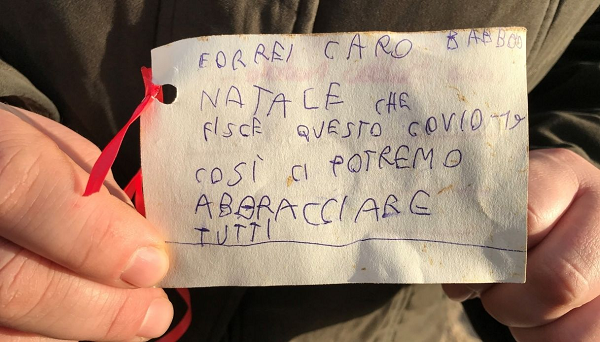 FORREI CARO BABBO
NATALE CHE
FISCE QUESTO COVID-19
COSÌ CI POTREMO
ABBRACCIARE
TUTTI